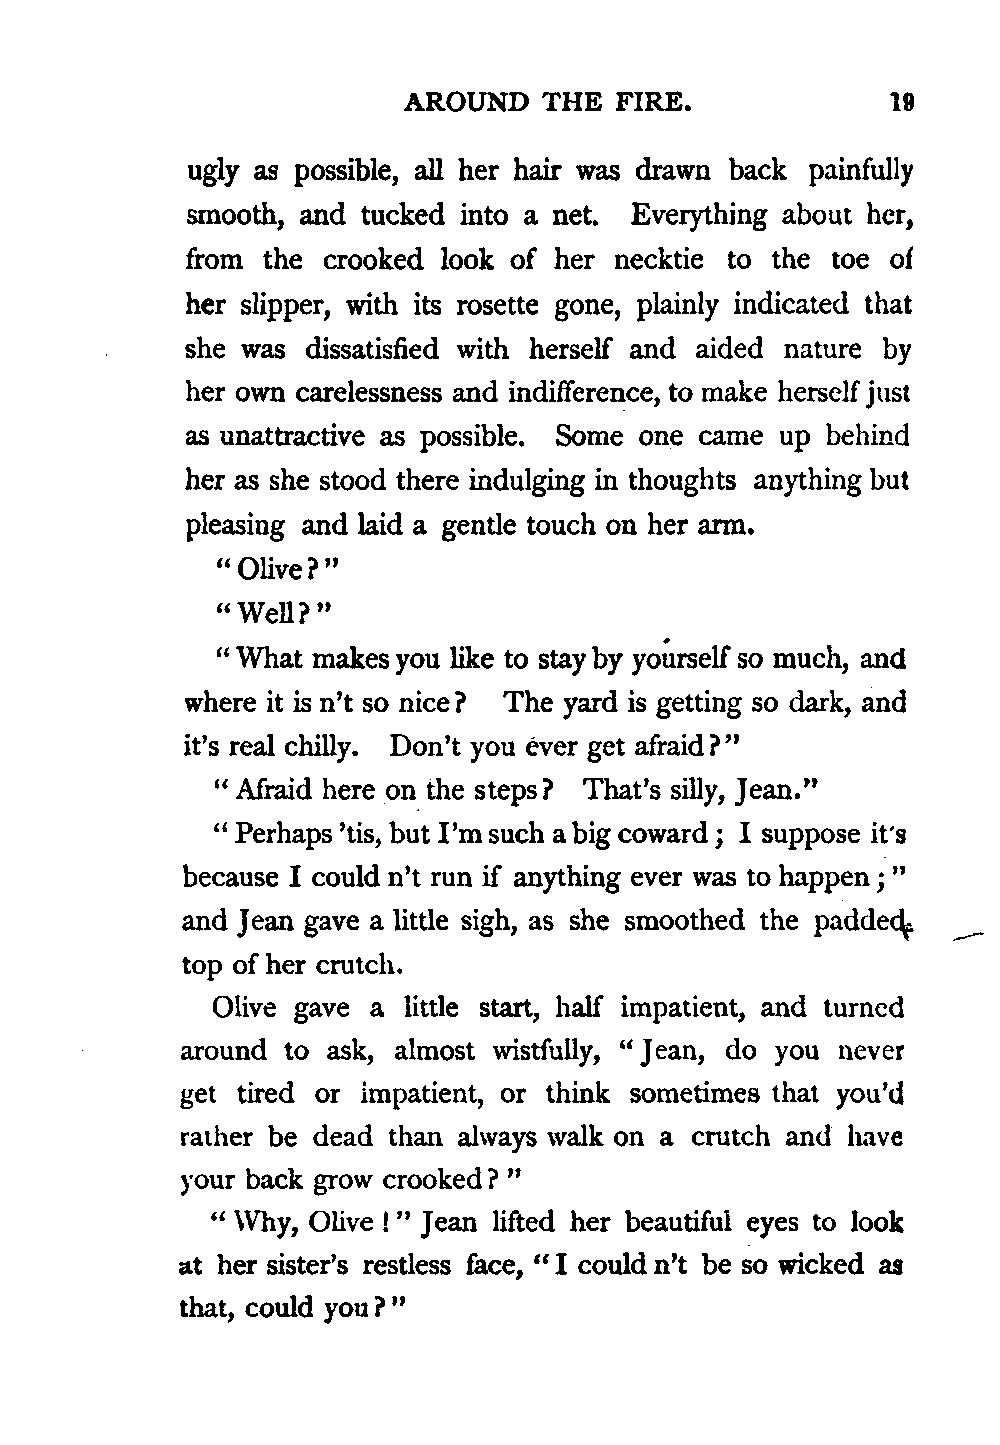 AROUND THE FIRE. 19
ugly as possible, all her hair was drawn back painfully
smooth, and tucked into a net. Everything about her,
from the crooked look of her necktie to the toe of
her slipper, with its rosette gone, plainly indicated that
she was dissatisfied with herself and aided nature by
her own carelessness and indifference, to make herself just
as unattractive as possible. Some one came up behind
her as she stood there indulging in thoughts anything but
pleasing and laid a gentle touch on her arm.
"Olive?"
"Well?"
"What makes you like to stay by yourself so much, and
where it is n't so nice? The yard is getting so dark, and
it's real chilly. Don't you ever get afraid?"
"Afraid here on the steps? That's silly, Jean."
"Perhaps 'tis, but I'm such a big coward; I suppose it's
because I could n't run if anything ever was to happen;"
and Jean gave a little sigh, as she smoothed the padded
top of her crutch.
Olive gave a little start, half impatient, and turned
around to ask, almost wistfully, "Jean, do you never
get tired or impatient, or think sometimes that you'd
rather be dead than always walk on a crutch and have
your back grow crooked?"
"Why, Olive!" Jean lifted her beautiful eyes to look
at her sister's restless face, "I could n't be so wicked as
that, could you?"